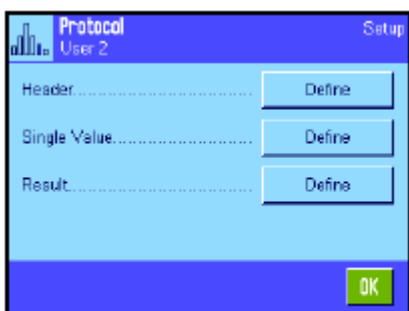 Protocol
Setup
User 2
Header............................................ Define
Single Value.................................. Define
Result............................................. Define
OK